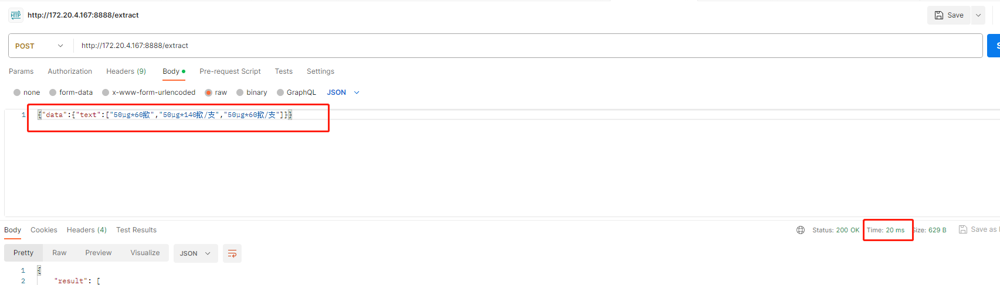 HTTP http://172.20.4.167:8888/extract
Save
POST http://172.20.4.167:8888/extract
Params Authorization Headers (9) Body Pre-request Script Tests Settings
none form-data x-www-form-urlencoded raw binary GraphQL JSON
1 {"data":{"text":["50μg*60揿","50μg*140揿/支","50μg*60揿/支"]}}
Body Cookies Headers (4) Test Results Status: 200 OK Time: 20 ms Size: 629 B Save as
Pretty Raw Preview Visualize JSON
1 {
2 "result": [